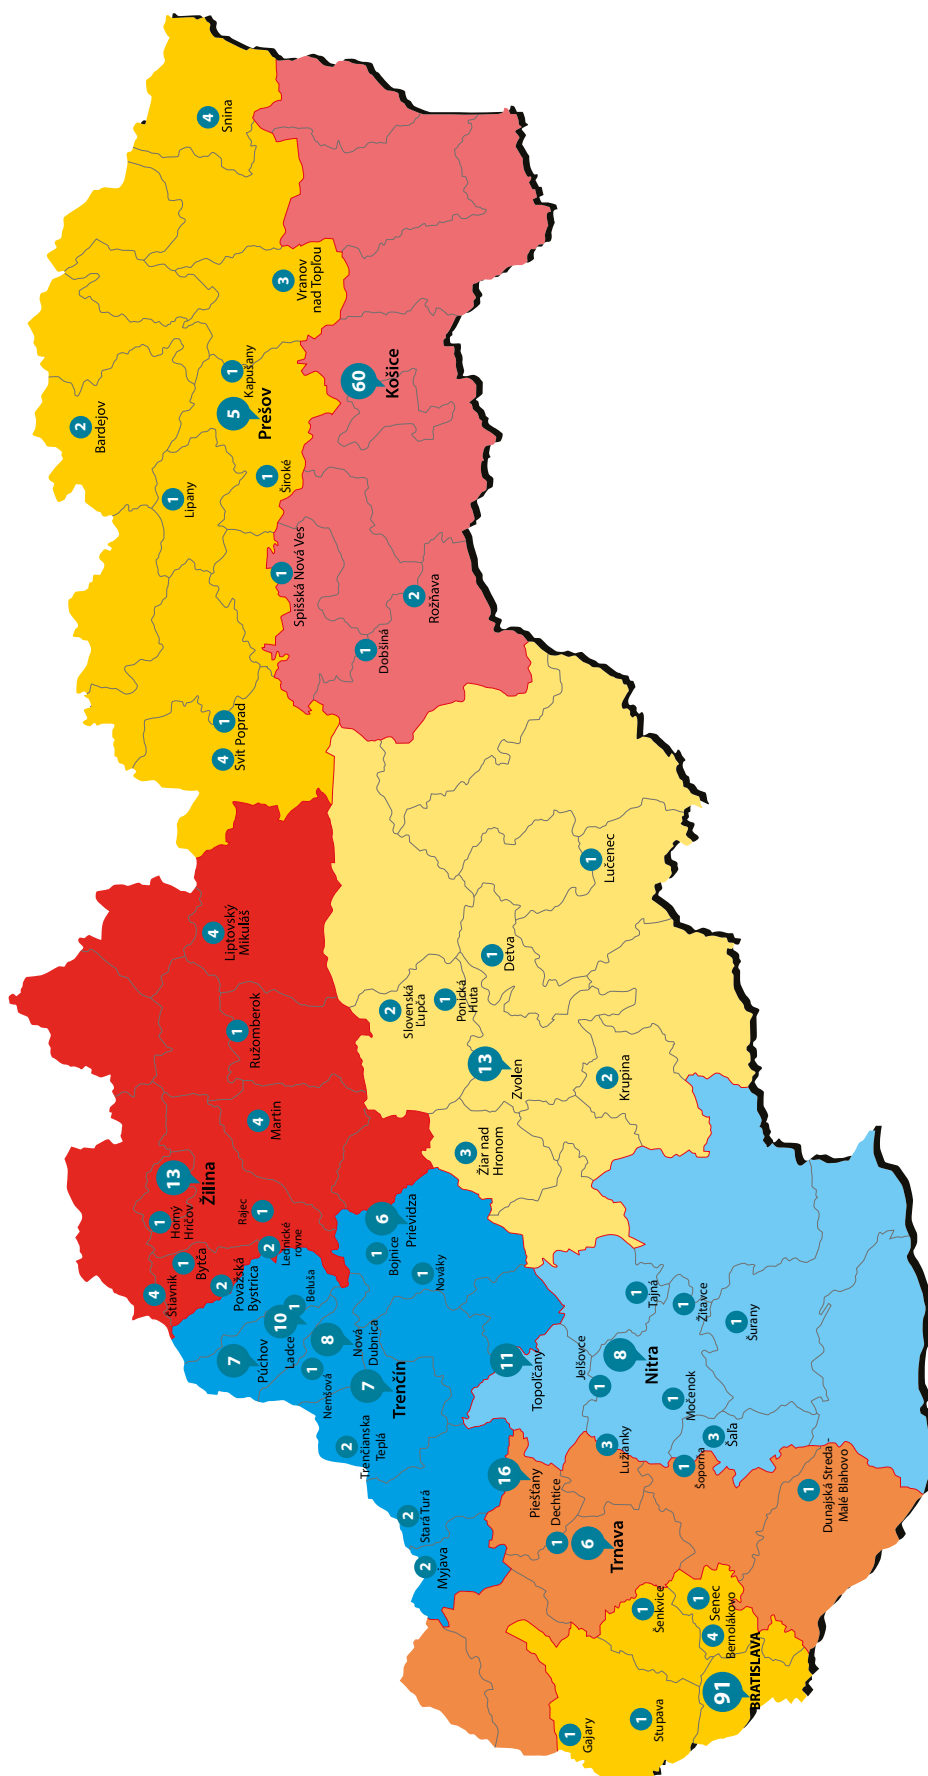 4
Snina
3
Vranov
nad Topľou
1
Kapušany
5
Prešov
2
Bardejov
1
Lipany
1
Široké
60
Košice
1
Spišská Nová Ves
2
Rožňava
1
Dobšiná
4
1
Svit Poprad
4
Liptovský
Mikuláš
1
Ružomberok
4
Martin
13
Žilina
1
Horný
Hričov
1
Rajec
1
Bytča
4
Štiavnik
2
Lednické
rovne
2
Považská
Bystrica
1
Beluša
10
Ladce
7
Púchov
8
Nová
Dubnica
1
Nemšová
7
Trenčín
2
Trenčianska
Teplá
2
Stará Turá
2
Myjava
6
Prievidza
1
Bojnice
1
Nováky
1
Lučenec
1
Detva
2
Slovenská
Ľupča
1
Ponická
Huta
13
Zvolen
2
Krupina
3
Žiar nad
Hronom
11
Topoľčany
1
Jelšovce
8
Nitra
1
Tajná
1
Žitavce
1
Šurany
1
Močenok
3
Lužianky
3
Šaľa
1
Šoporňa
16
Piešťany
1
Dechtice
6
Trnava
1
Dunajská Streda -
Malé Blahovo
1
Šenkvice
1
Senec
4
Bernolákovo
91
BRATISLAVA
1
Stupava
1
Gajary